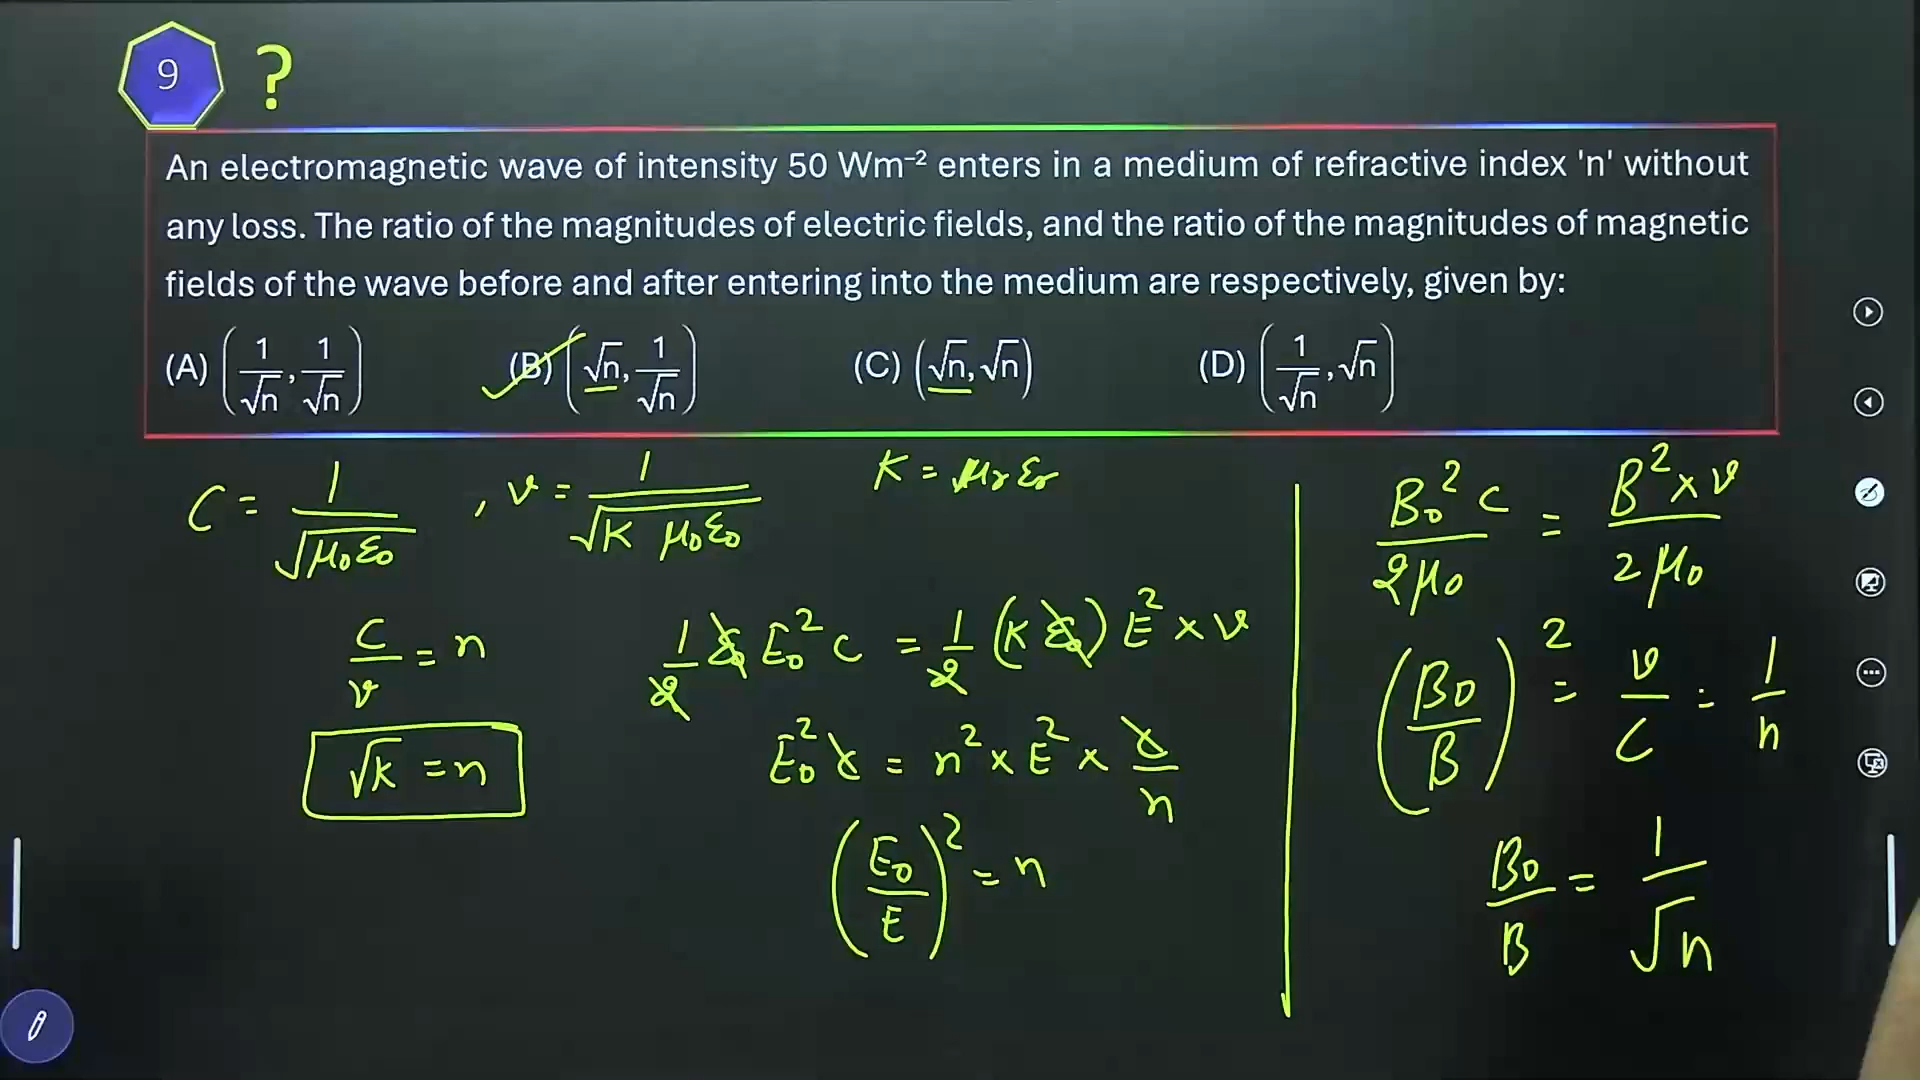 9 ?
An electromagnetic wave of intensity 50 Wm⁻² enters in a medium of refractive index 'n' without
any loss. The ratio of the magnitudes of electric fields, and the ratio of the magnitudes of magnetic
fields of the wave before and after entering into the medium are respectively, given by:
(A) (1/√n, 1/√n) (B) (√n, 1/√n) (C) (√n, √n) (D) (1/√n, √n)
C = 1/√μ₀ε₀ , v = 1/√K μ₀ε₀ K = μᵣεᵣ
c/v = n
√K = n
1/2 ε₀ E₀² c = 1/2 (K ε₀) E² × v
E₀² c = n² × E² × c/n
(E₀/E)² = n
B₀² c/2μ₀ = B² × v/2μ₀
(B₀/B)² = v/c = 1/n
B₀/B = 1/√n